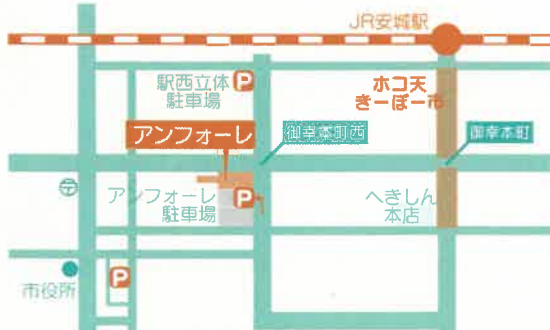 JR安城駅
駅西立体
駐車場
P
ホコ天
きーぼー市
アンフォーレ
御幸本町西
御幸本町
アンフォーレ
駐車場
P
へきしん
本店
市役所
P